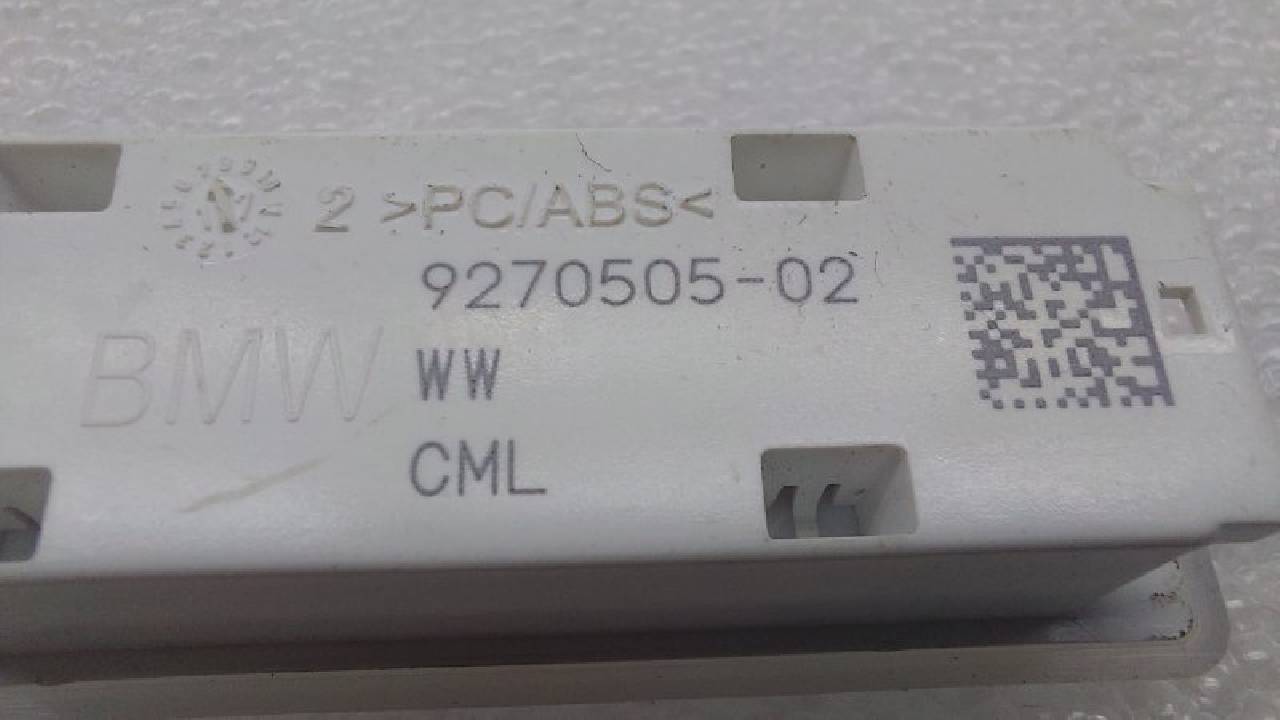 2 >PC/ABS<
9270505-02
BMW WW
CML